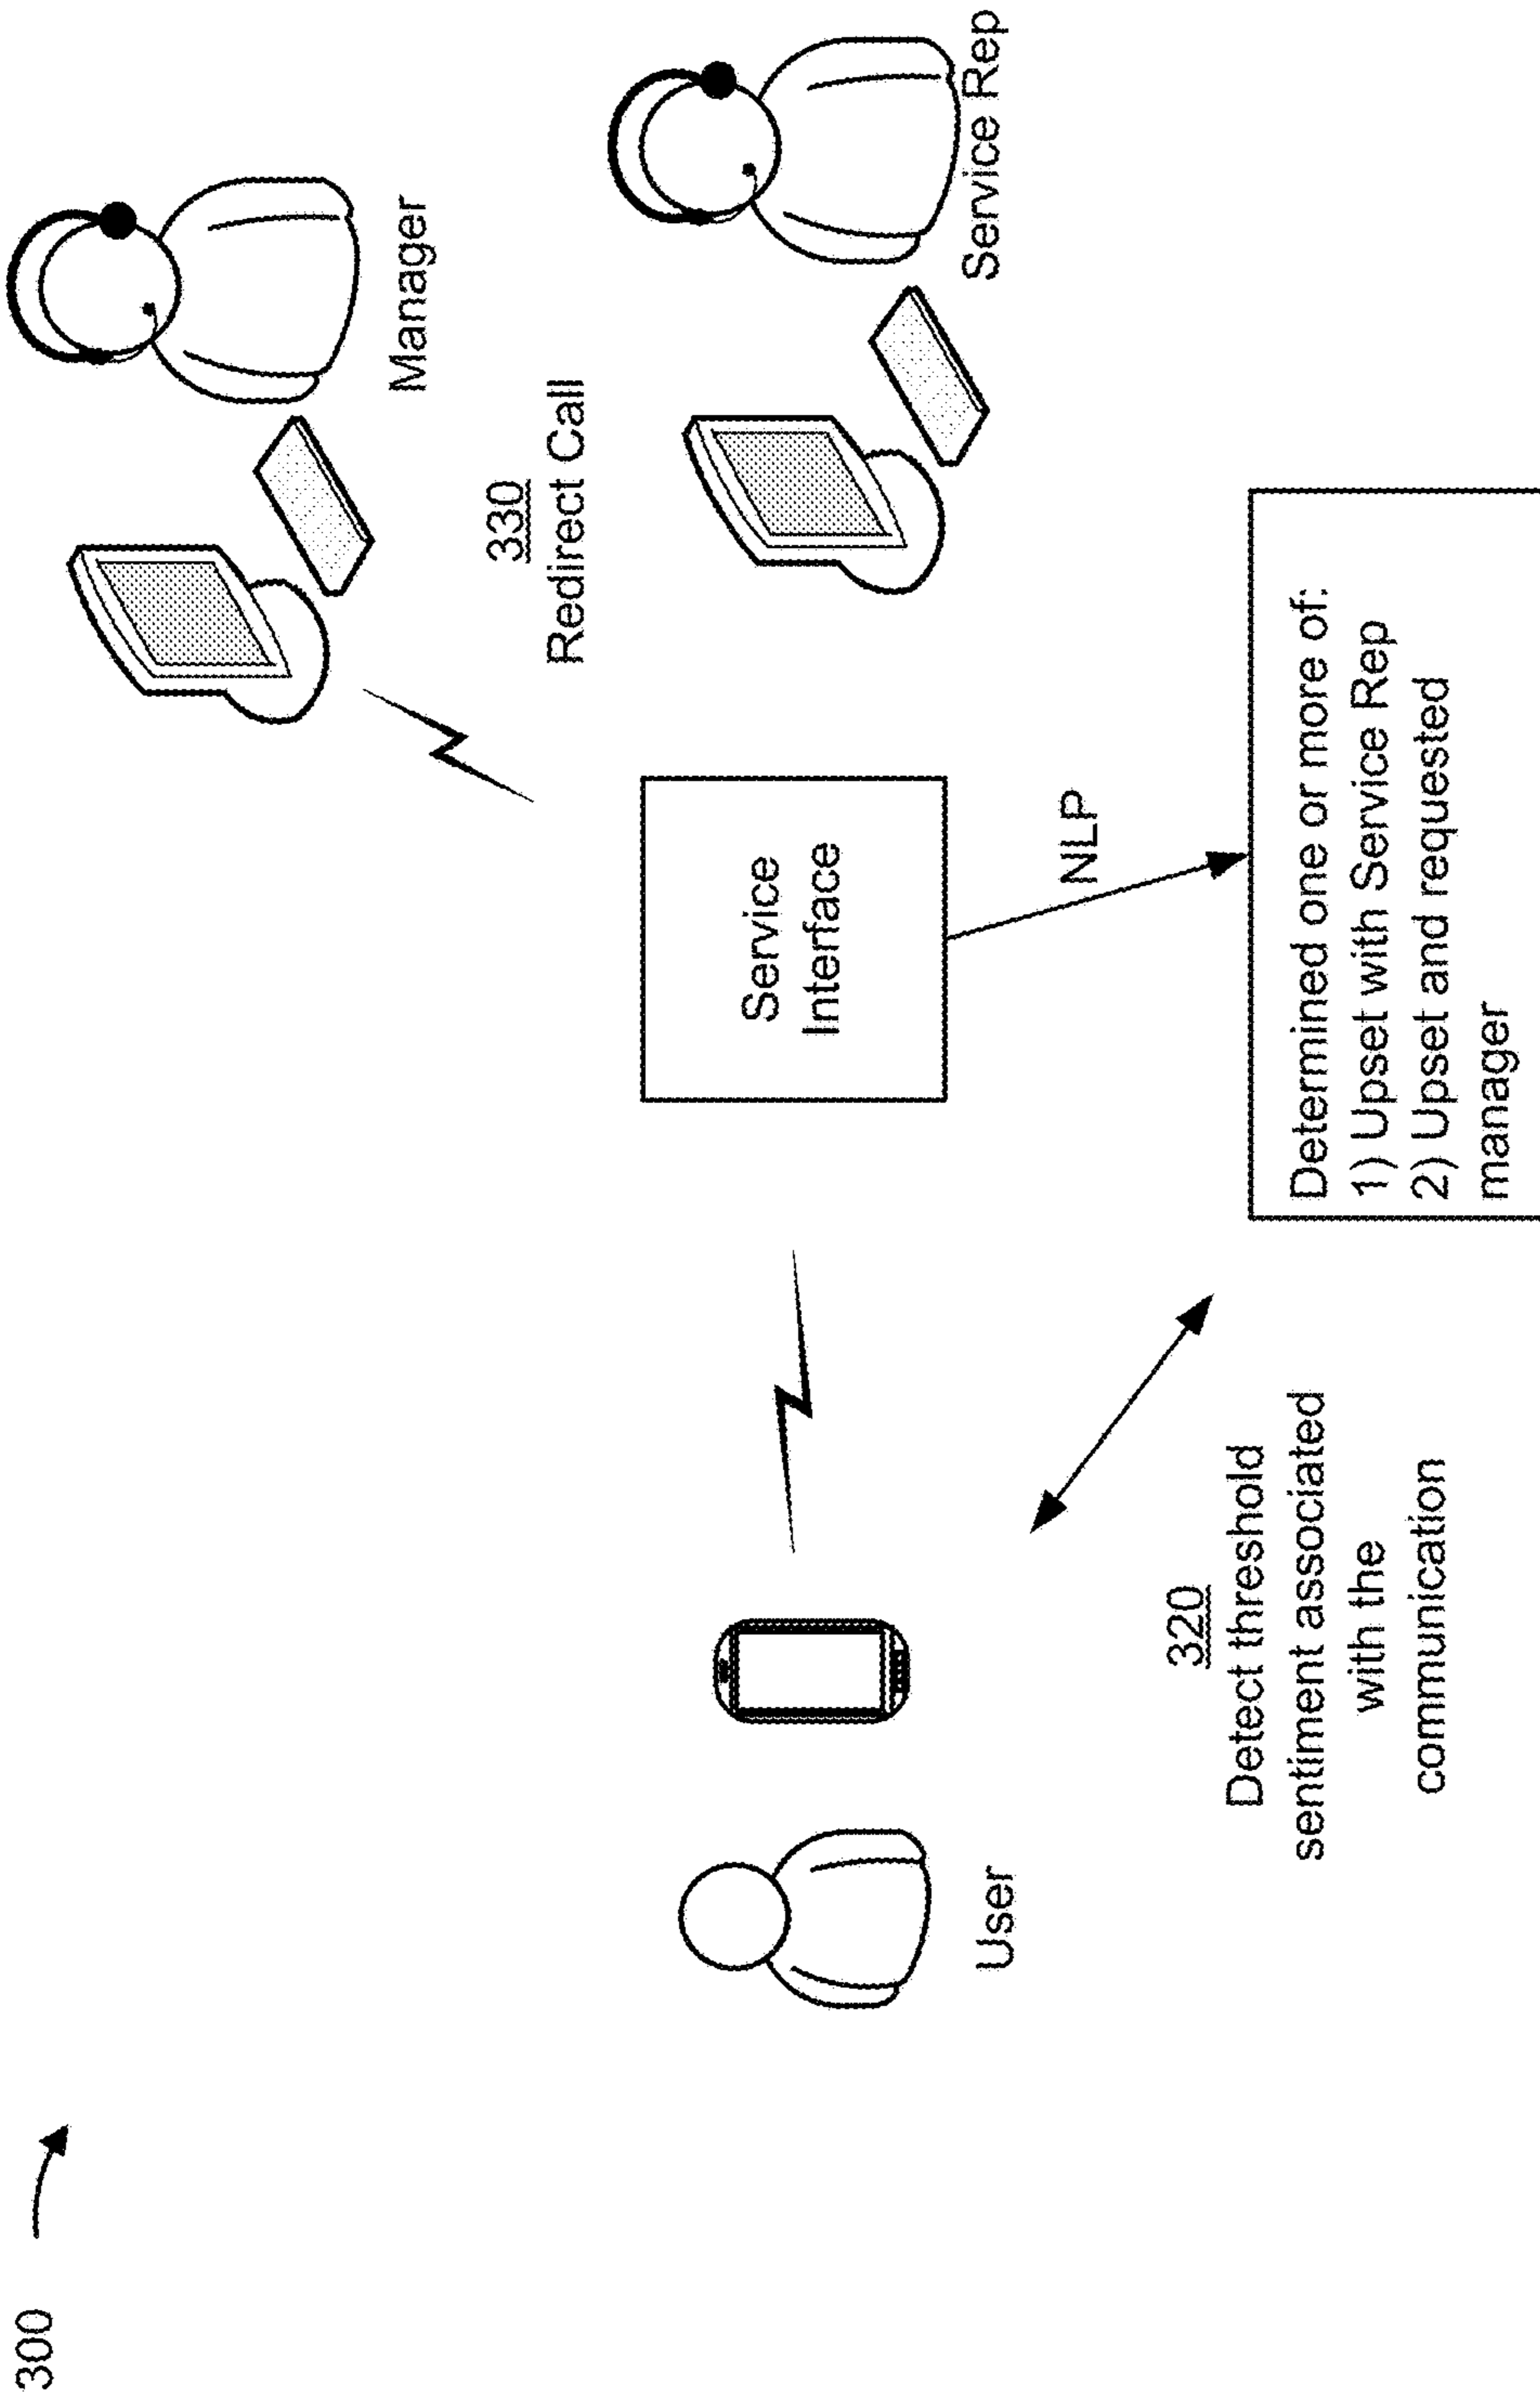 300
Manager
330
Redirect Call
Service Rep
Service
Interface
User
NLP
320
Detect threshold
sentiment associated
with the
communication
Determined one or more of:
1) Upset with Service Rep
2) Upset and requested
manager